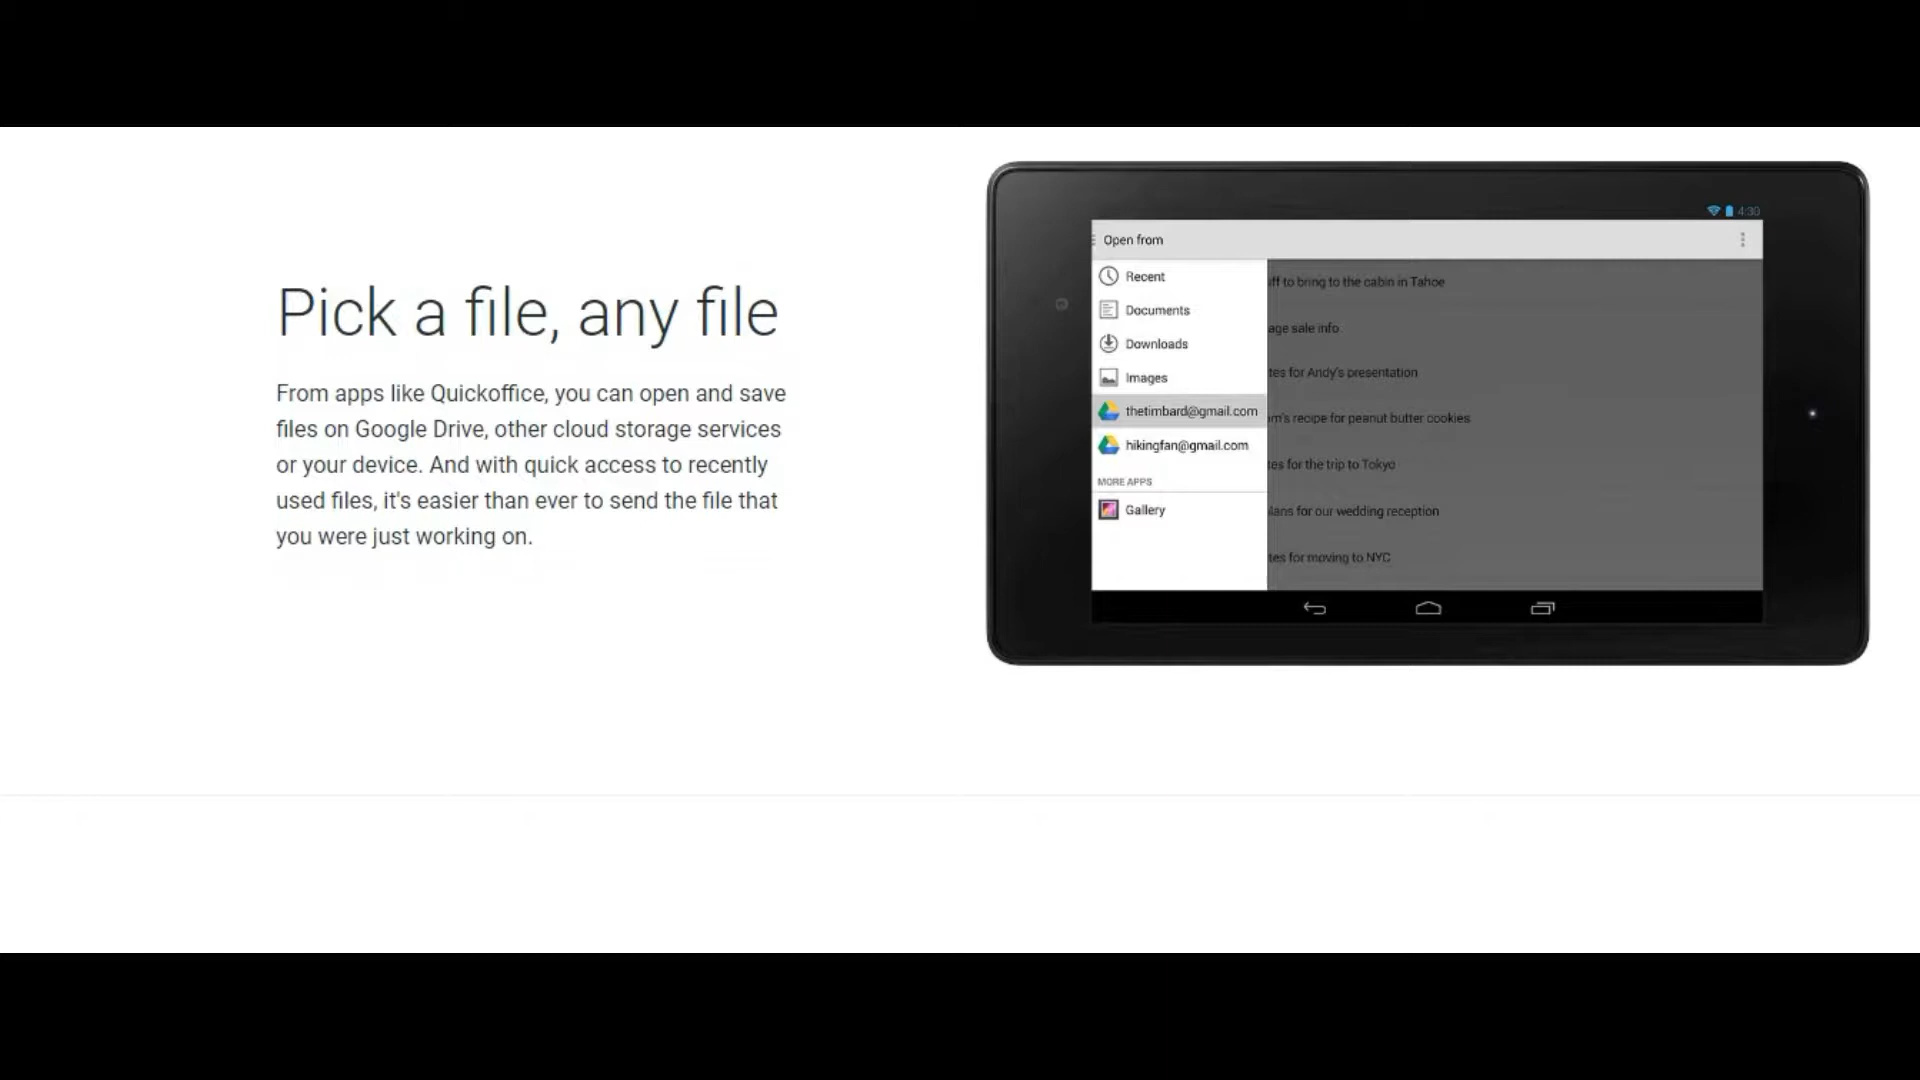 Pick a file, any file
From apps like Quickoffice, you can open and save
files on Google Drive, other cloud storage services
or your device. And with quick access to recently
used files, it's easier than ever to send the file that
you were just working on.
4:30
Open from
Recent
Documents
Downloads
Images
thetimbard@gmail.com
hikingfan@gmail.com
MORE APPS
Gallery
to bring to the cabin in Tahoe
sale info
for Andy's presentation
recipe for peanut butter cookies
for the trip to Tokyo
for our wedding reception
for moving to NYC